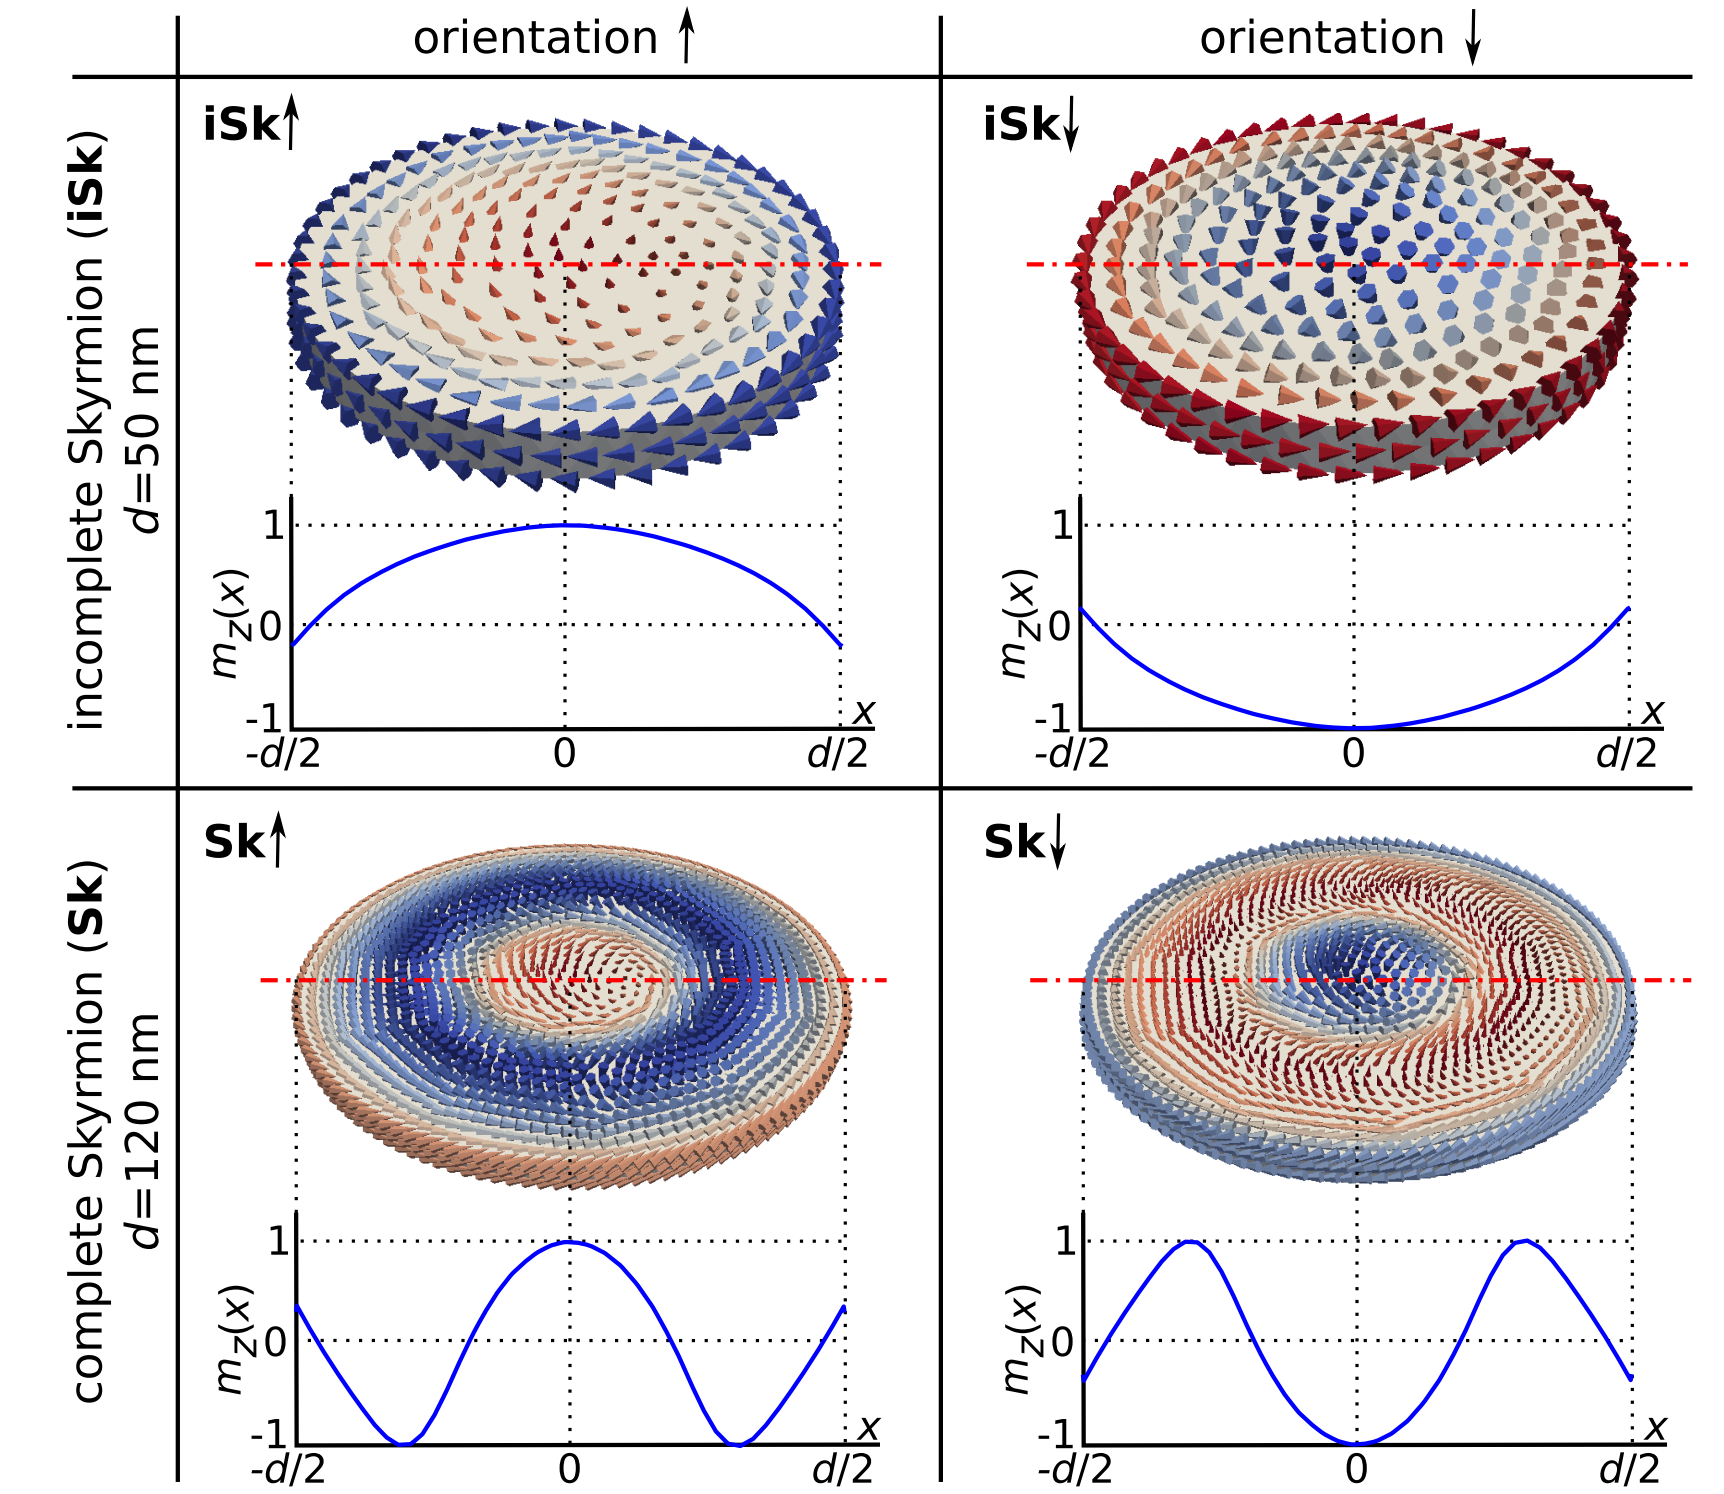 orientation ↑
orientation ↓
incomplete Skyrmion (iSk)
d=50 nm
iSk↑
1
0
-1
m_z(x)
x
-d/2
0
d/2
iSk↓
1
0
-1
m_z(x)
x
-d/2
0
d/2
complete Skyrmion (Sk)
d=120 nm
Sk↑
1
0
-1
m_z(x)
x
-d/2
0
d/2
Sk↓
1
0
-1
m_z(x)
x
-d/2
0
d/2